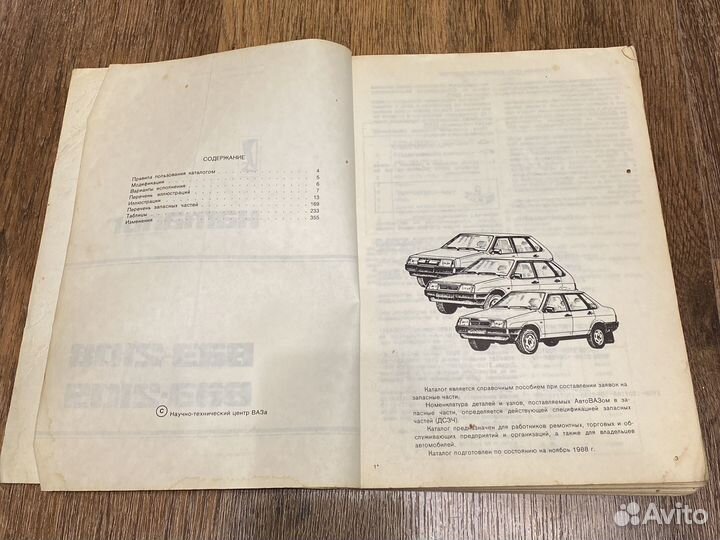 СОДЕРЖАНИЕ
Правила пользования каталогом . . . 4
Модификации . . . 5
Варианты исполнения . . . 6
Перечень иллюстраций . . . 7
Иллюстрации . . . 13
Перечень запасных частей . . . 169
Таблицы . . . 233
Изменения . . . 355
© Научно-технический центр ВАЗа
Каталог является справочным пособием при составлении заявок на
запасные части.
Номенклатура деталей и узлов, поставляемых АвтоВАЗом в за-
пасные части, определяется действующей спецификацией запасных
частей (ДСЗЧ).
Каталог предназначен для работников ремонтных, торговых и об-
служивающих предприятий и организаций, а также для владельцев
автомобилей.
Каталог подготовлен по состоянию на ноябрь 1988 г.
1*
3
Avito